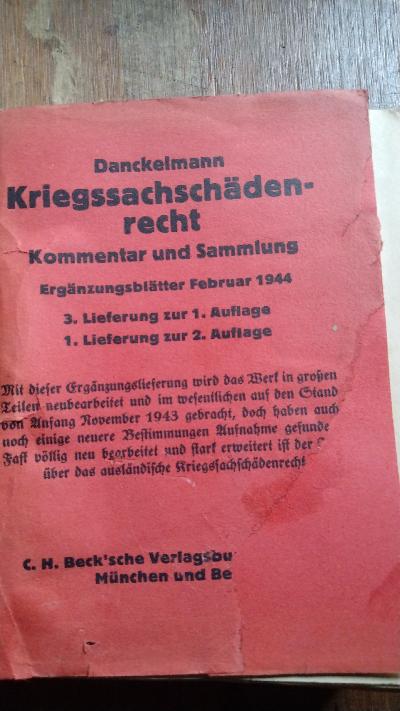 Danckelmann
Kriegssachschäden-
recht
Kommentar und Sammlung
Ergänzungsblätter Februar 1944
3. Lieferung zur 1. Auflage
1. Lieferung zur 2. Auflage
Mit dieser Ergänzungslieferung wird das Werk in großen
Teilen neubearbeitet und im wesentlichen auf den Stand
von Anfang November 1943 gebracht, doch haben auch
noch einige neuere Bestimmungen Aufnahme gefunde
Fast völlig neu bearbeitet und stark erweitert ist der
über das ausländische Kriegssachschädenrech
C. H. Beck'sche Verlagsbu
München und Be